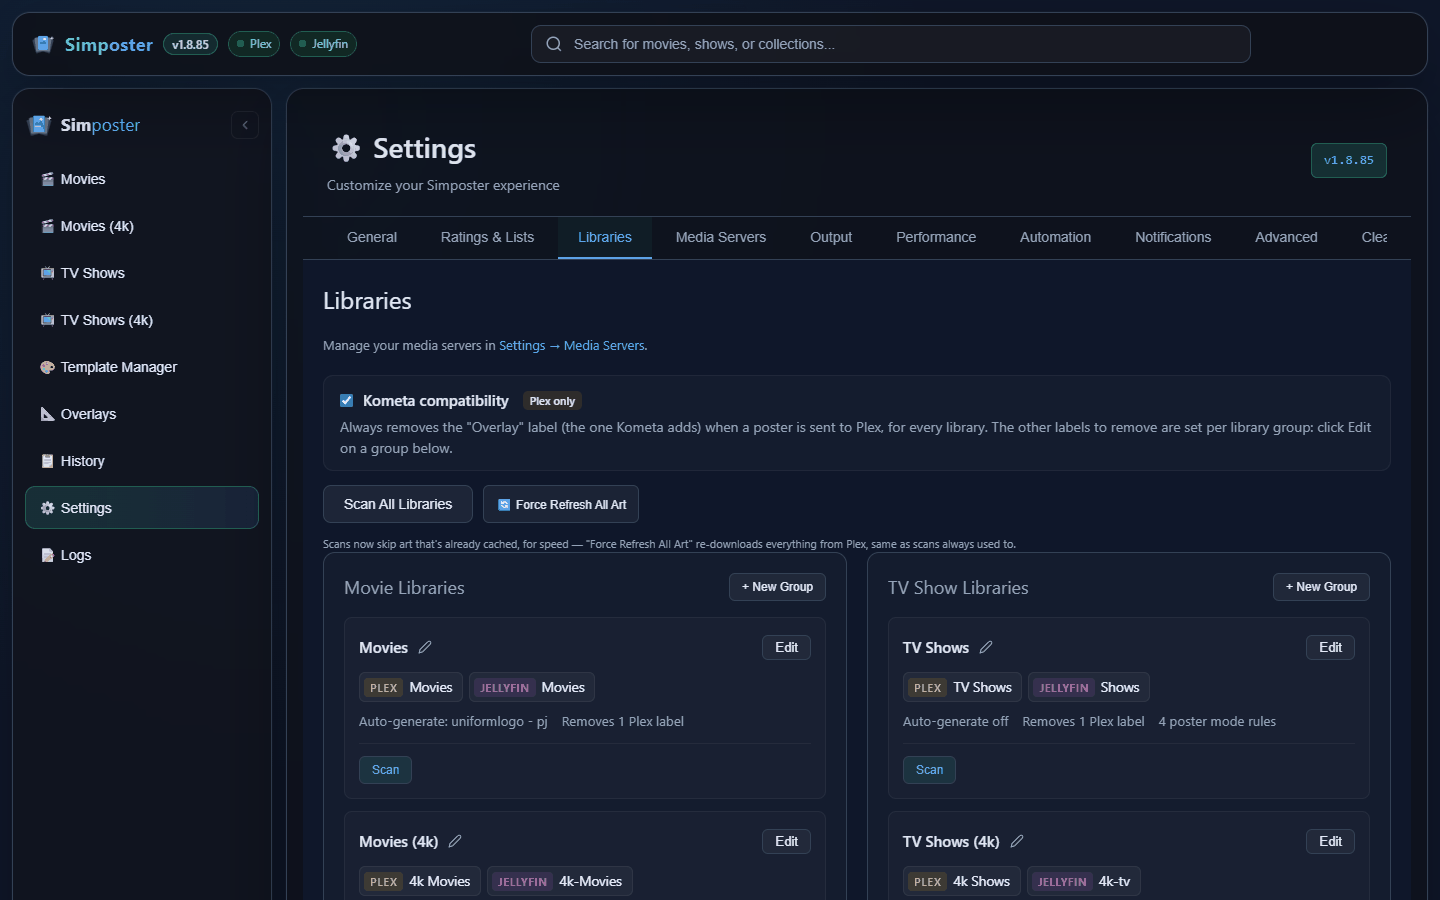 Simposter v1.8.85 Plex Jellyfin Search for movies, shows, or collections...
Simposter
Movies
Movies (4k)
TV Shows
TV Shows (4k)
Template Manager
Overlays
History
Settings
Logs
Settings
Customize your Simposter experience
v1.8.85
General Ratings & Lists Libraries Media Servers Output Performance Automation Notifications Advanced Clea
Libraries
Manage your media servers in Settings → Media Servers.
Kometa compatibility Plex only
Always removes the "Overlay" label (the one Kometa adds) when a poster is sent to Plex, for every library. The other labels to remove are set per library group: click Edit
on a group below.
Scan All Libraries Force Refresh All Art
Scans now skip art that's already cached, for speed — "Force Refresh All Art" re-downloads everything from Plex, same as scans always used to.
Movie Libraries + New Group
Movies Edit
PLEX Movies JELLYFIN Movies
Auto-generate: uniformlogo - pj Removes 1 Plex label
Scan
Movies (4k) Edit
PLEX 4k Movies JELLYFIN 4k-Movies
TV Show Libraries + New Group
TV Shows Edit
PLEX TV Shows JELLYFIN Shows
Auto-generate off Removes 1 Plex label 4 poster mode rules
Scan
TV Shows (4k) Edit
PLEX 4k Shows JELLYFIN 4k-tv